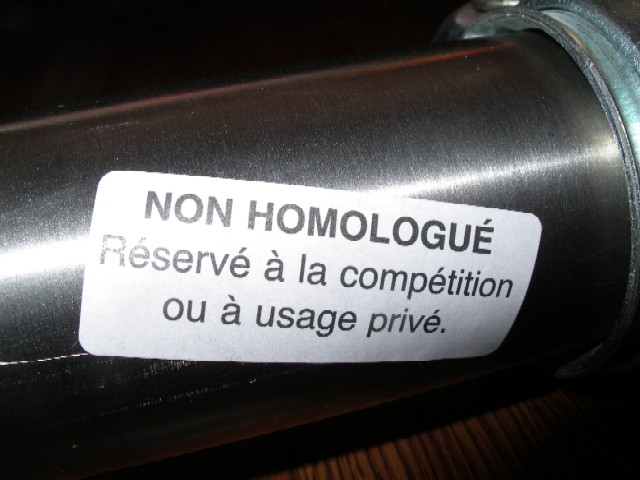 NON HOMOLOGUÉ
Réservé à la compétition
ou à usage privé.